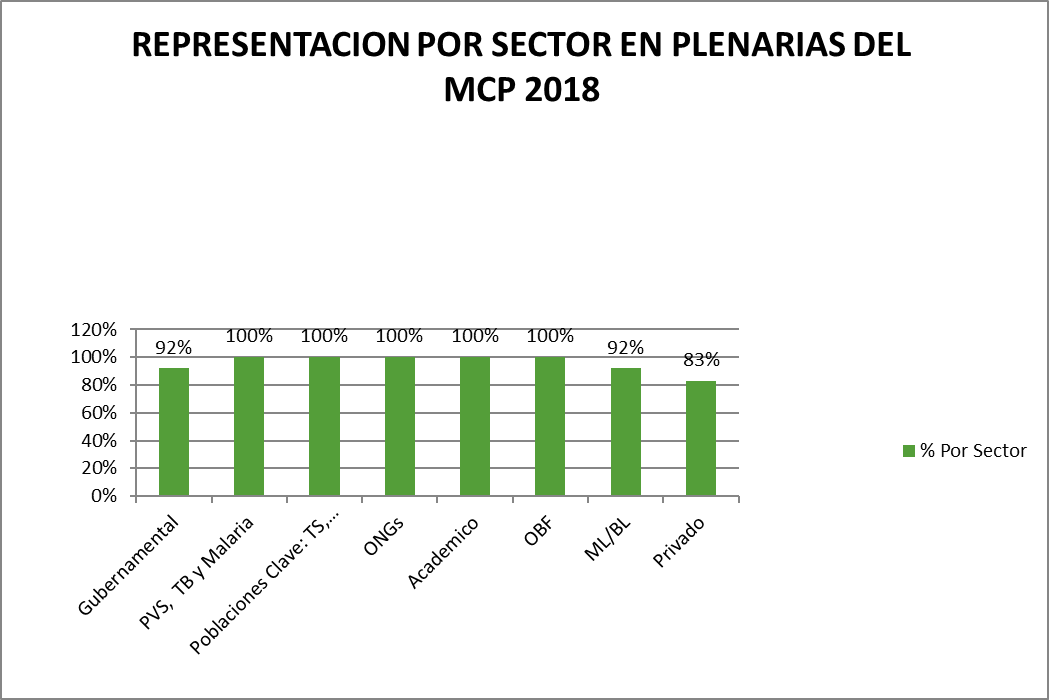 REPRESENTACION POR SECTOR EN PLENARIAS DEL
MCP 2018
120%
100%
80%
60%
40%
20%
0%
92%
100%
100%
100%
100%
100%
92%
83%
Gubernamental
PVS, TB y Malaria
Poblaciones Clave: TS,...
ONGs
Academico
OBF
ML/BL
Privado
% Por Sector